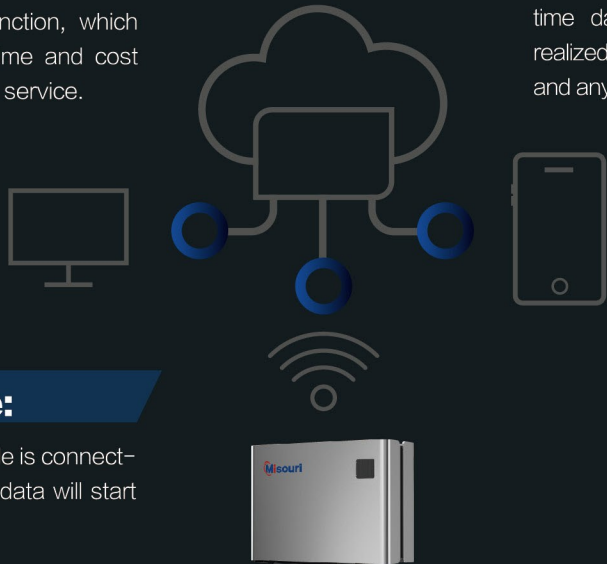 nction, which
me and cost
service.
time da
realized
and any
:
e is connect-
data will start
Misouri